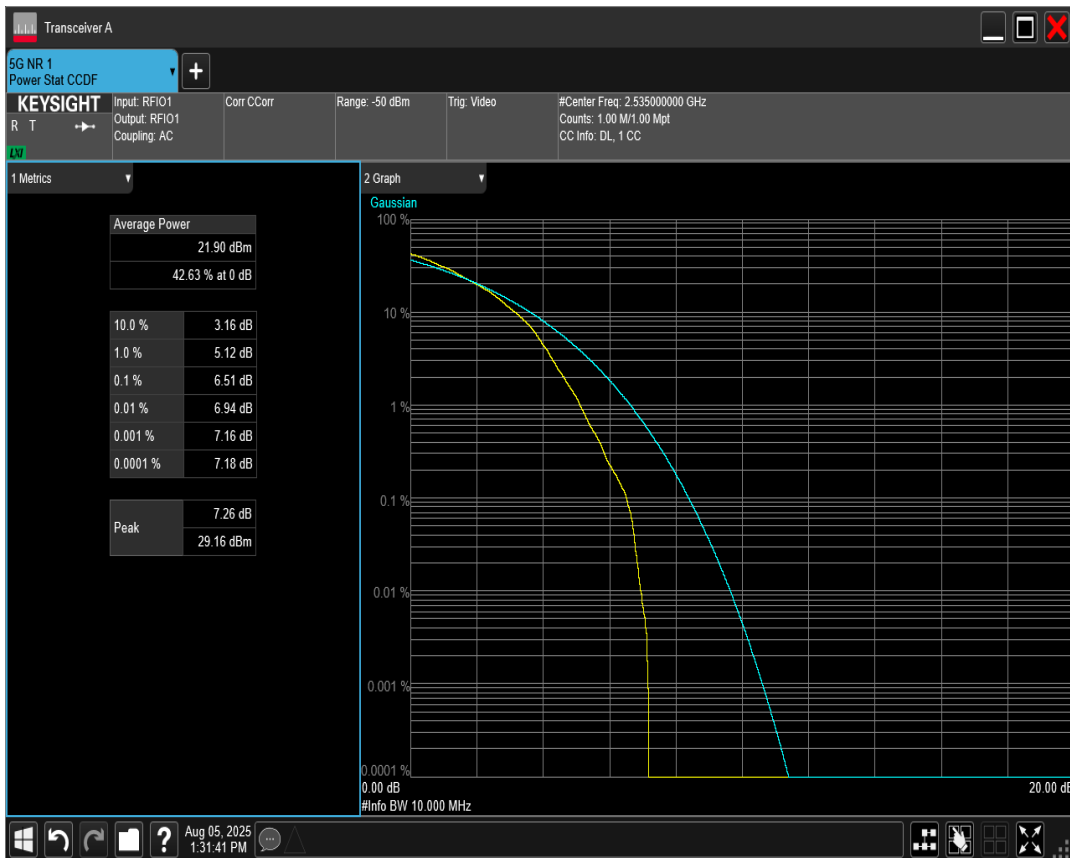 Transceiver A
5G NR 1
Power Stat CCDF
KEYSIGHT
R T
LXI
Input: RFIO1
Output: RFIO1
Coupling: AC
Corr CCorr
Range: -50 dBm
Trig: Video
#Center Freq: 2.535000000 GHz
Counts: 1.00 M/1.00 Mpt
CC Info: DL, 1 CC
1 Metrics
Average Power
21.90 dBm
42.63 % at 0 dB
10.0 % 3.16 dB
1.0 % 5.12 dB
0.1 % 6.51 dB
0.01 % 6.94 dB
0.001 % 7.16 dB
0.0001 % 7.18 dB
Peak
7.26 dB
29.16 dBm
2 Graph
Gaussian
100 %
10 %
1 %
0.1 %
0.01 %
0.001 %
0.0001 %
0.00 dB
20.00 dB
#Info BW 10.000 MHz
?
Aug 05, 2025
1:31:41 PM